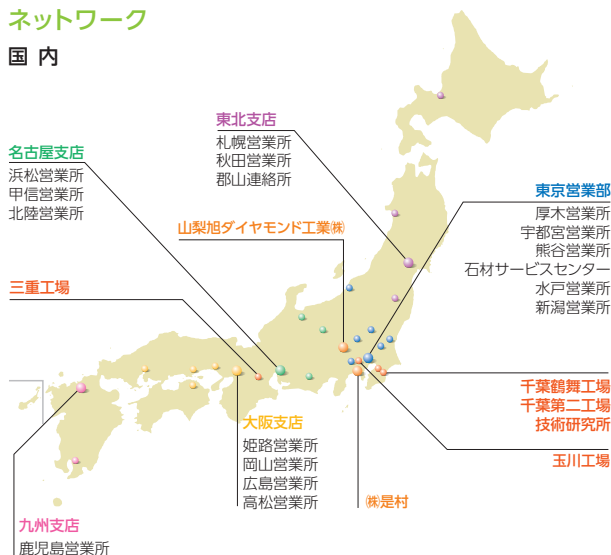 ネットワーク
国内
東北支店
札幌営業所
秋田営業所
郡山連絡所
名古屋支店
浜松営業所
甲信営業所
北陸営業所
東京営業部
厚木営業所
宇都宮営業所
熊谷営業所
石材サービスセンター
水戸営業所
新潟営業所
山梨旭ダイヤモンド工業㈱
三重工場
千葉鶴舞工場
千葉第二工場
技術研究所
玉川工場
大阪支店
姫路営業所
岡山営業所
広島営業所
高松営業所
㈱是村
九州支店
鹿児島営業所